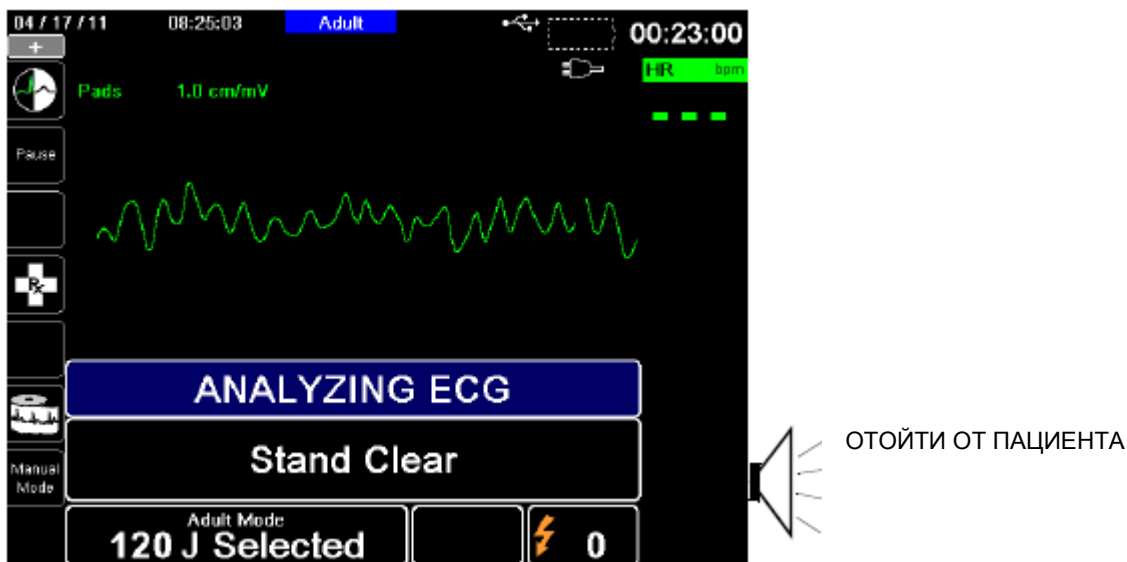 04 / 17 / 11 08:25:03 Adult 00:23:00
+
HR bpm
Pads 1.0 cm/mV
- - -
Pause
Rx
ANALYZING ECG
Stand Clear
ОТОЙТИ ОТ ПАЦИЕНТА
Manual
Mode
Adult Mode
120 J Selected 0